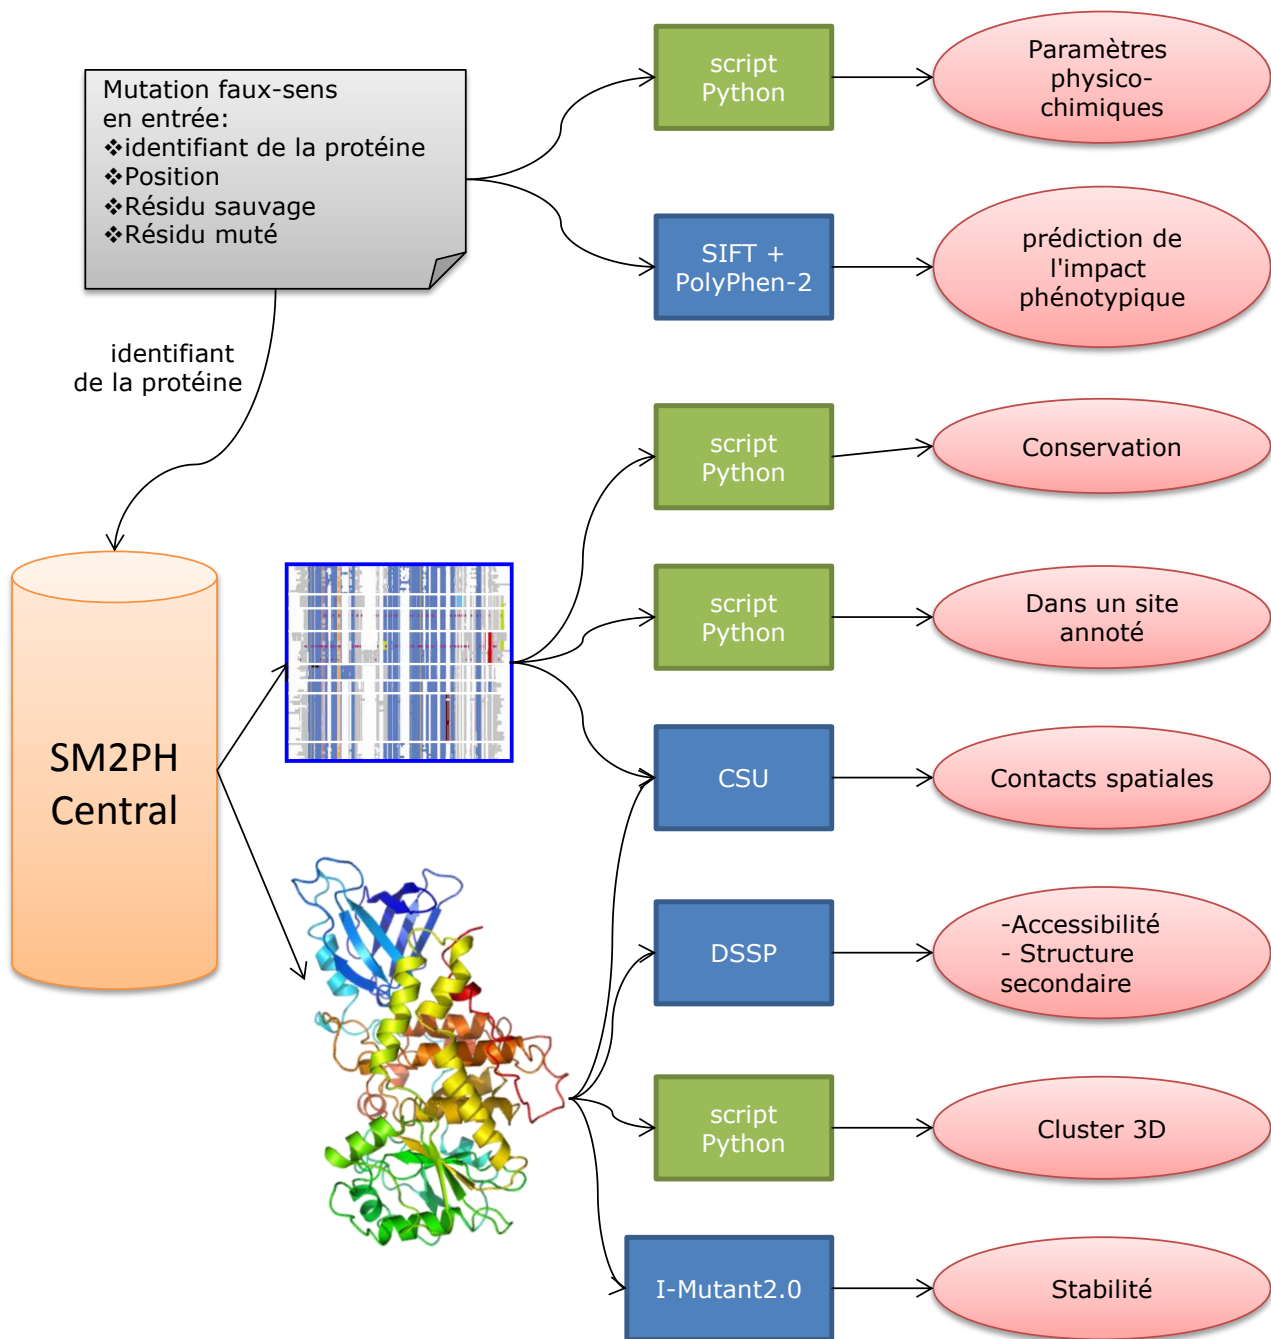 Mutation faux-sens
en entrée:
❖identifiant de la protéine
❖Position
❖Résidu sauvage
❖Résidu muté
script
Python
Paramètres
physico-
chimiques
SIFT +
PolyPhen-2
prédiction de
l'impact
phénotypique
identifiant
de la protéine
script
Python
Conservation
script
Python
Dans un site
annoté
SM2PH
Central
CSU
Contacts spatiales
DSSP
-Accessibilité
- Structure
secondaire
script
Python
Cluster 3D
I-Mutant2.0
Stabilité